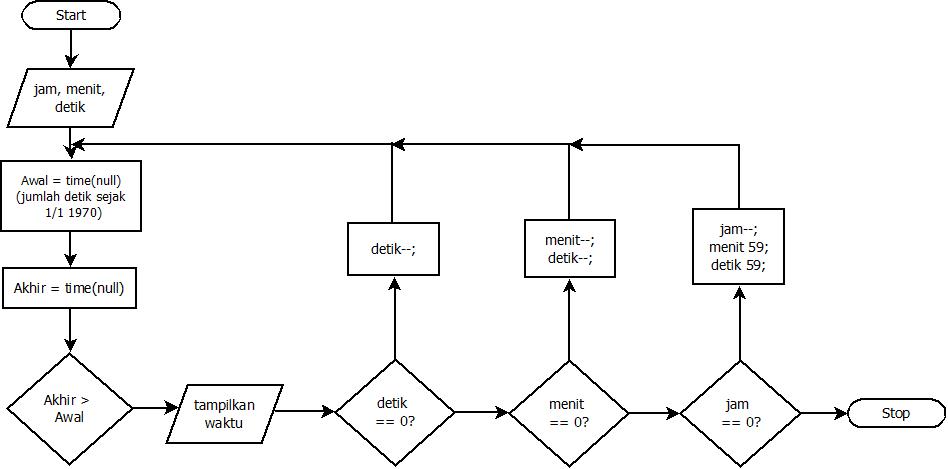 Start
jam, menit,
detik
Awal = time(null)
(jumlah detik sejak
1/1 1970)
Akhir = time(null)
Akhir >
Awal
tampilkan
waktu
detik
== 0?
detik--;
menit
== 0?
menit--;
detik--;
jam
== 0?
jam--;
menit 59;
detik 59;
Stop